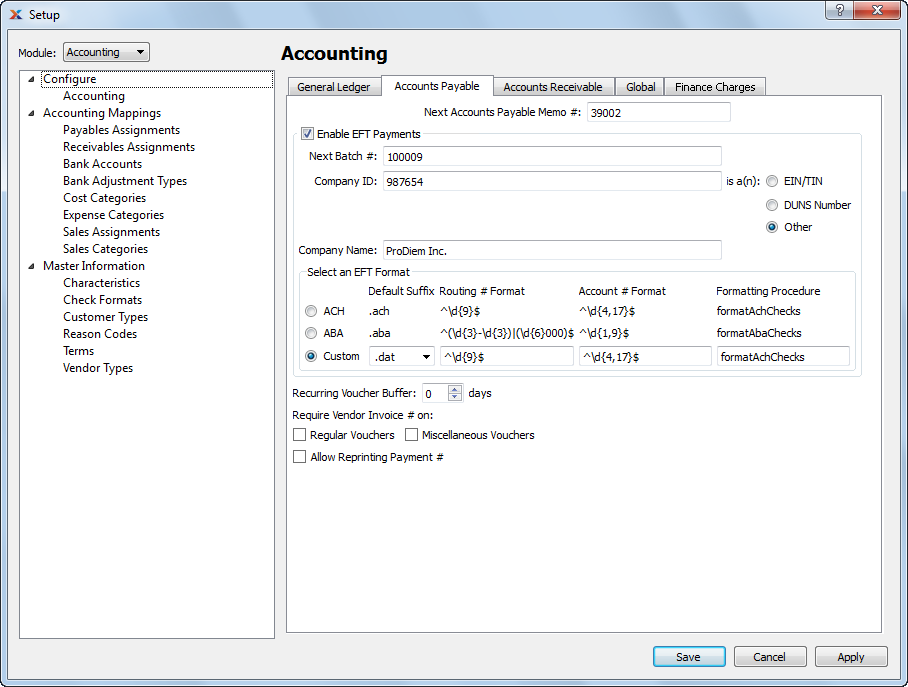 Setup
Module: Accounting
Configure
Accounting
Accounting Mappings
Payables Assignments
Receivables Assignments
Bank Accounts
Bank Adjustment Types
Cost Categories
Expense Categories
Sales Assignments
Sales Categories
Master Information
Characteristics
Check Formats
Customer Types
Reason Codes
Terms
Vendor Types
Accounting
General Ledger Accounts Payable Accounts Receivable Global Finance Charges
Next Accounts Payable Memo #: 39002
Enable EFT Payments
Next Batch #: 100009
Company ID: 987654 is a(n): EIN/TIN
DUNS Number
Other
Company Name: ProDiem Inc.
Select an EFT Format
Default Suffix Routing # Format Account # Format Formatting Procedure
ACH .ach ^\d{9}$ ^\d{4,17}$ formatAchChecks
ABA .aba ^(\d{3}-\d{3})|(\d{6}000)$ ^\d{1,9}$ formatAbaChecks
Custom .dat ^\d{9}$ ^\d{4,17}$ formatAchChecks
Recurring Voucher Buffer: 0 days
Require Vendor Invoice # on:
Regular Vouchers Miscellaneous Vouchers
Allow Reprinting Payment #
Save Cancel Apply